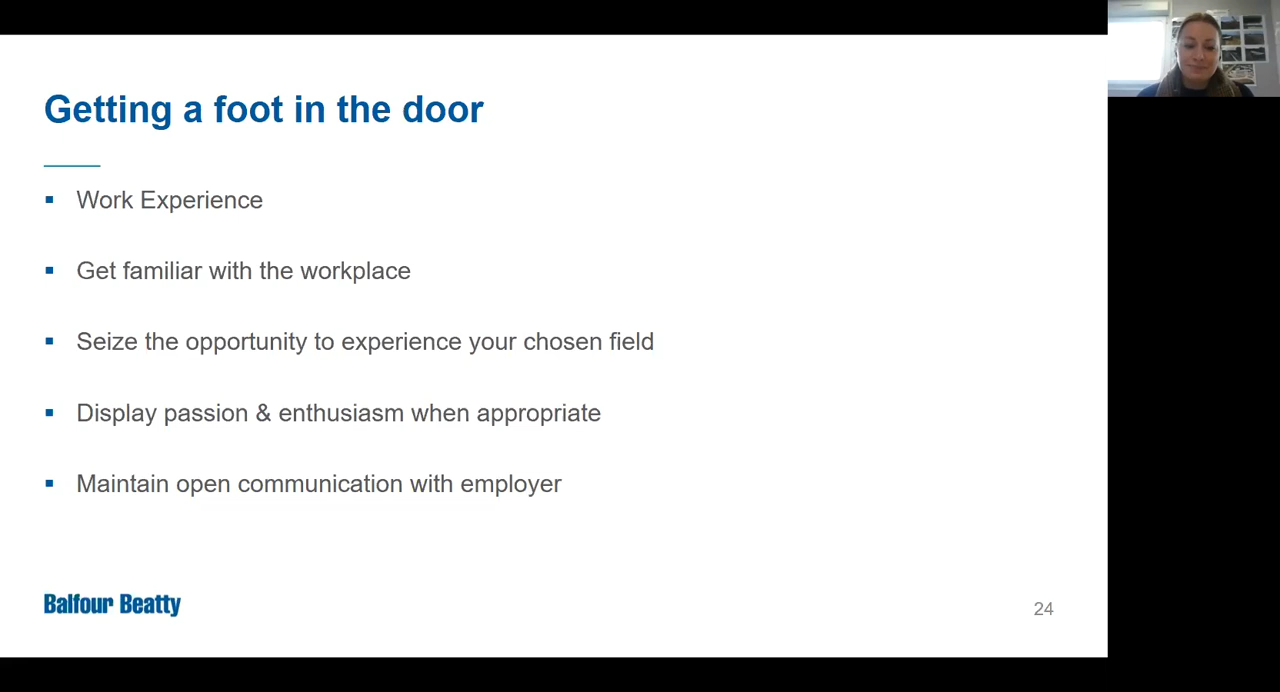 Getting a foot in the door
Work Experience
Get familiar with the workplace
Seize the opportunity to experience your chosen field
Display passion & enthusiasm when appropriate
Maintain open communication with employer
Balfour Beatty
24